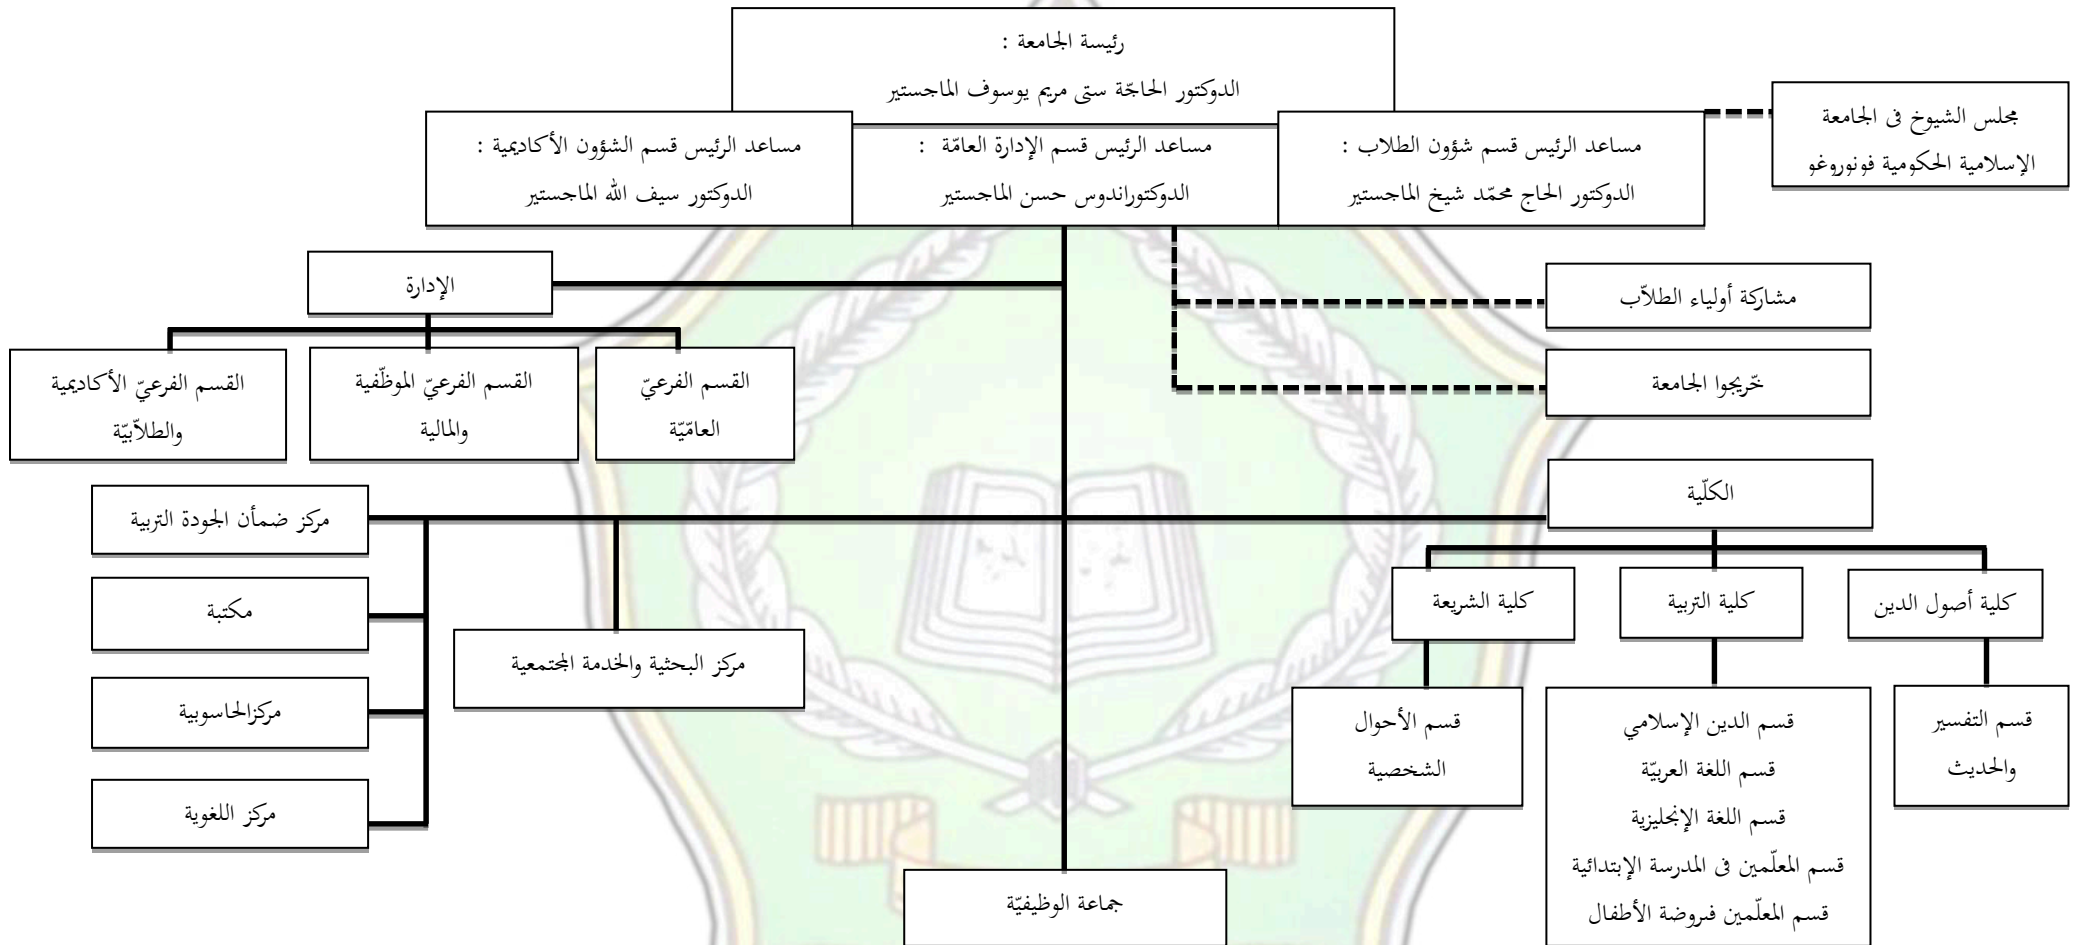 رئيسة الجامعة :
الدوكتور الحاجّة ستى مريم يوسوف الماجستير
مجلس الشيوخ فى الجامعة
الإسلامية الحكومية فونوروغو
مساعد الرئيس قسم شؤون الطلاب :
الدوكتور الحاج محمّد شيخ الماجستير
مساعد الرئيس قسم الإدارة العامّة :
الدوكتوراندوس حسن الماجستير
مساعد الرئيس قسم الشؤون الأكاديمية :
الدوكتور سيف الله الماجستير
الإدارة
مشاركة أولياء الطلاّب
خّريجوا الجامعة
القسم الفرعيّ
العامّيّة
القسم الفرعيّ الموظّفية
والمالية
القسم الفرعيّ الأكاديمية
والطلاّبيّة
الكلّية
كلية أصول الدين
كلية التربية
كلية الشريعة
قسم التفسير
والحديث
قسم الدين الإسلامي
قسم اللغة العربيّة
قسم اللغة الإنجليزية
قسم المعلّمين فى المدرسة الإبتدائية
قسم المعلّمين فروضة الأطفال
قسم الأحوال
الشخصية
مركز ضمأن الجودة التربية
مكتبة
مركز البحثية والخدمة المجتمعية
مركزالحاسوبية
مركز اللغوية
جماعة الوظيفيّة